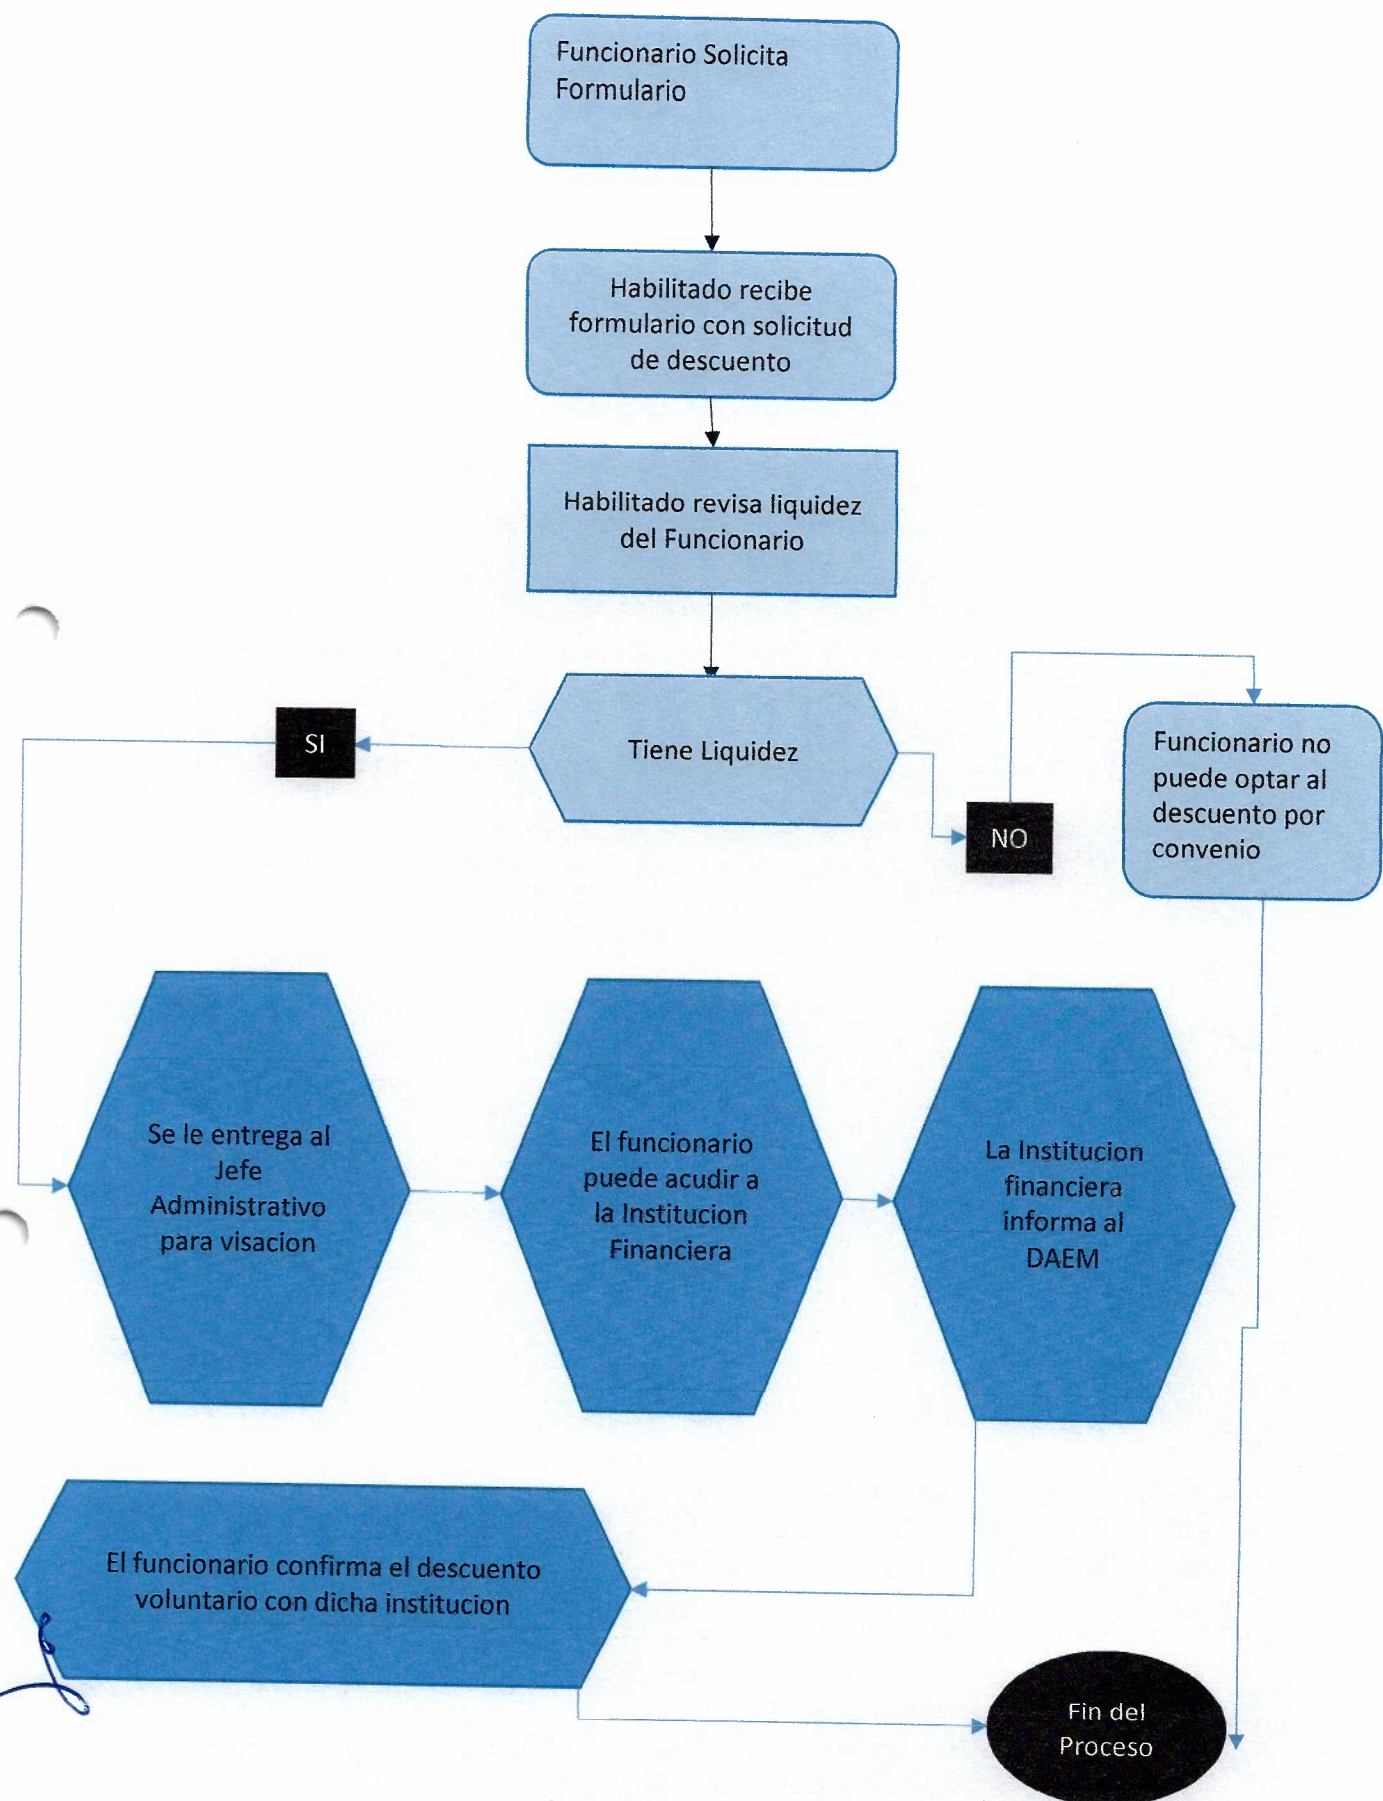 Funcionario Solicita
Formulario
Habilitado recibe
formulario con solicitud
de descuento
Habilitado revisa liquidez
del Funcionario
Tiene Liquidez
SI
NO
Funcionario no
puede optar al
descuento por
convenio
Se le entrega al
Jefe
Administrativo
para visacion
El funcionario
puede acudir a
la Institucion
Financiera
La Institucion
financiera
informa al
DAEM
El funcionario confirma el descuento
voluntario con dicha institucion
Fin del
Proceso